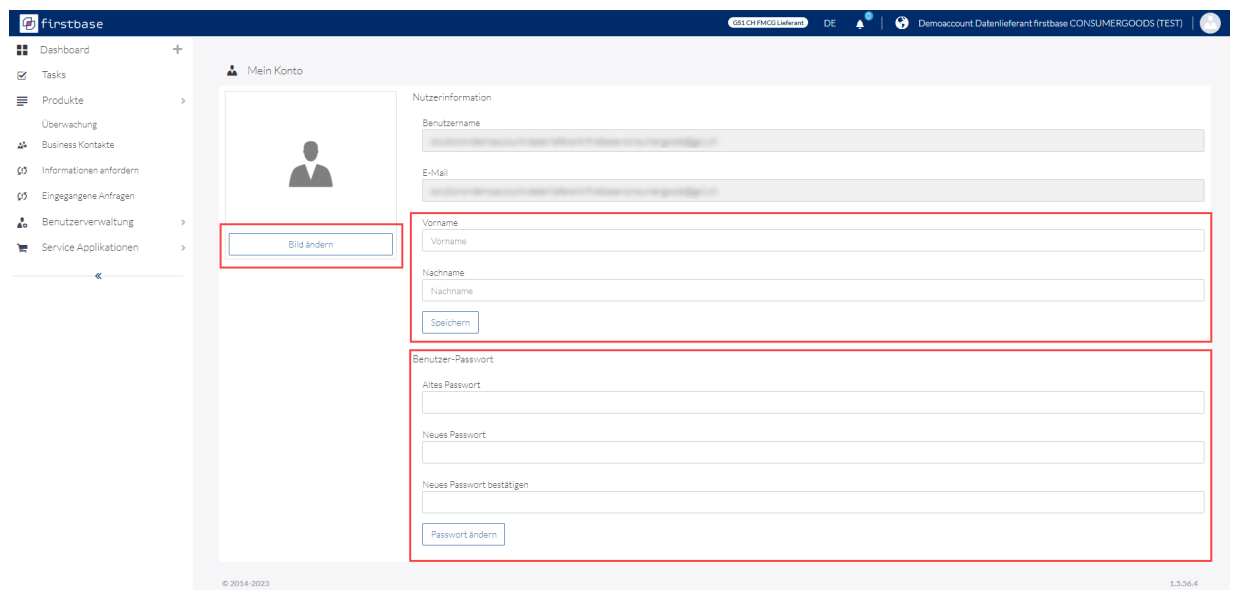 firstbase
GS1 CH FMCG Lieferant
DE
0
Demoaccount Datenlieferant firstbase CONSUMERGOODS (TEST)
Dashboard
Tasks
Produkte
Überwachung
Business Kontakte
Informationen anfordern
Eingegangene Anfragen
Benutzerverwaltung
Service Applikationen
Mein Konto
Bild ändern
Nutzerinformation
Benutzername
E-Mail
Vorname
Vorname
Nachname
Nachname
Speichern
Benutzer-Passwort
Altes Passwort
Neues Passwort
Neues Passwort bestätigen
Passwort ändern
© 2014-2023
1.3.56.4